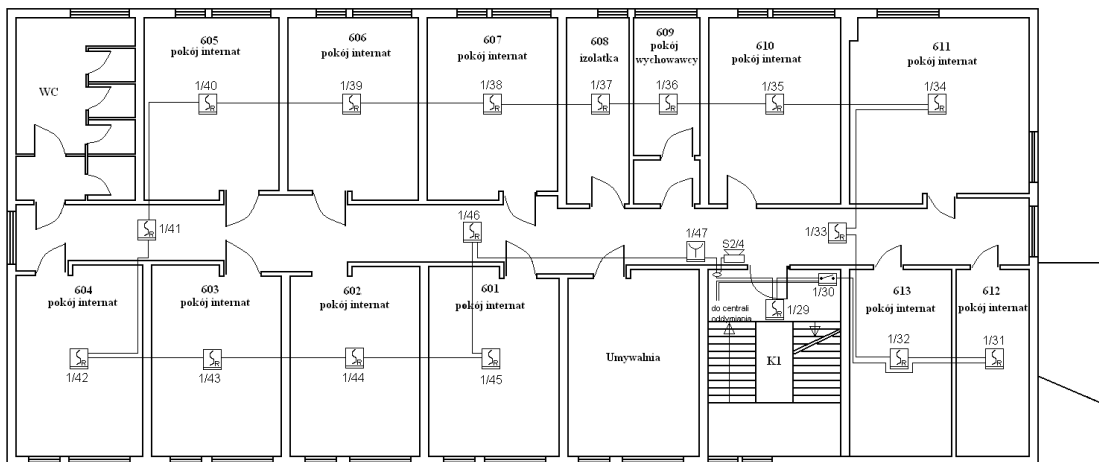 605
pokój internat
606
pokój internat
607
pokój internat
608
izolatka
609
pokój
wychowawcy
610
pokój internat
611
pokój internat
WC
1/40
1/39
1/38
1/37
1/36
1/35
1/34
R
R
R
R
R
R
R
1/41
R
1/46
R
1/47
S2/4
1/33
R
604
pokój internat
603
pokój internat
602
pokój internat
601
pokój internat
1/30
613
pokój internat
612
pokój internat
do centrali
oddymiania
1/29
R
Umywalnia
K1
1/32
1/31
R
R
R
R
R
R
1/42
1/43
1/44
1/45